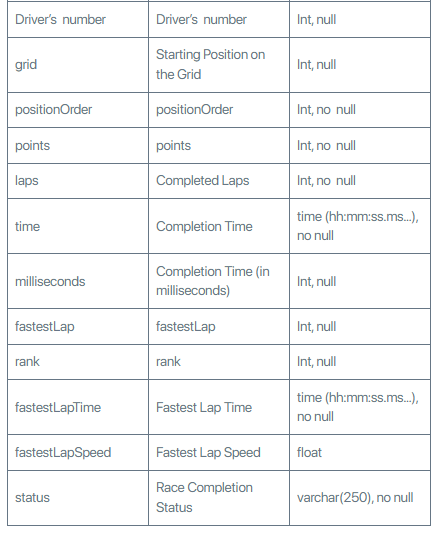 Driver's number Driver's number Int, null
grid Starting Position on the Grid Int, null
positionOrder positionOrder Int, no null
points points Int, no null
laps Completed Laps Int, no null
time Completion Time time (hh:mm:ss.ms...), no null
milliseconds Completion Time (in milliseconds) Int, null
fastestLap fastestLap Int, null
rank rank Int, null
fastestLapTime Fastest Lap Time time (hh:mm:ss.ms...), no null
fastestLapSpeed Fastest Lap Speed float
status Race Completion Status varchar(250), no null